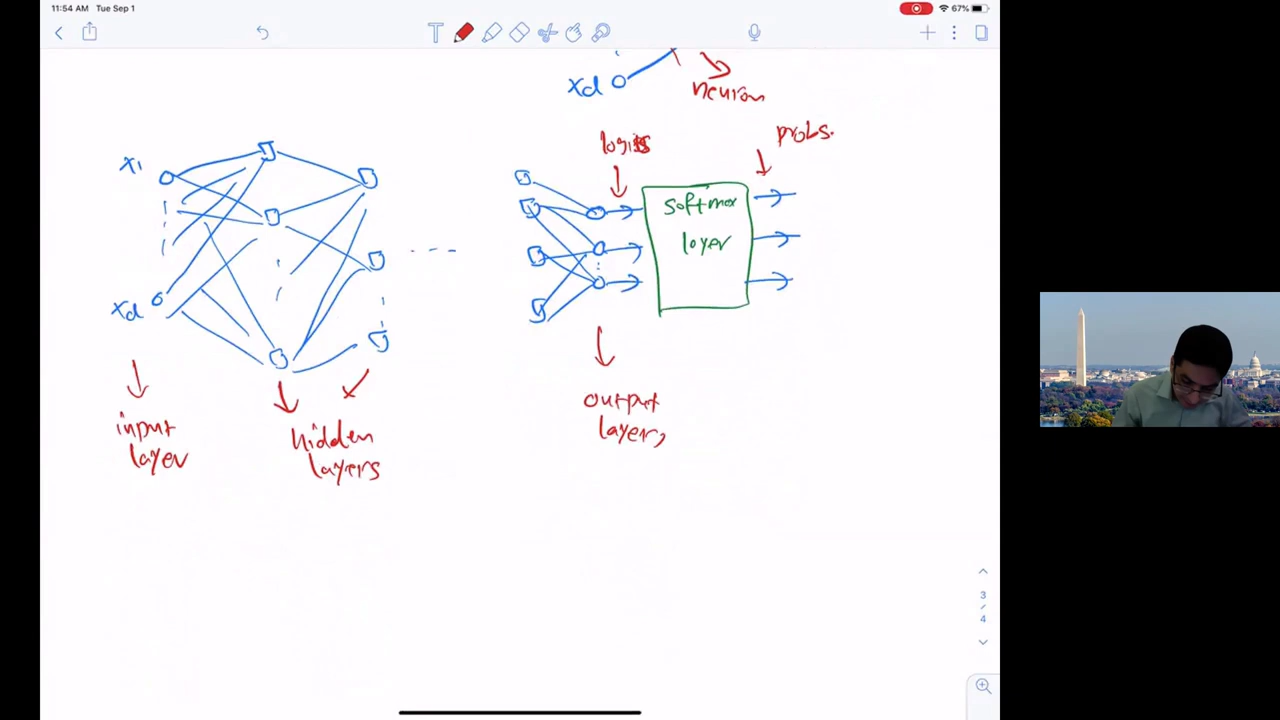 11:54 AM Tue Sep 1
67%
T
xd
neuron
logits
probs.
x1
softmax
layer
xd
input
layer
hidden
layers
output
layer,
3
/
4